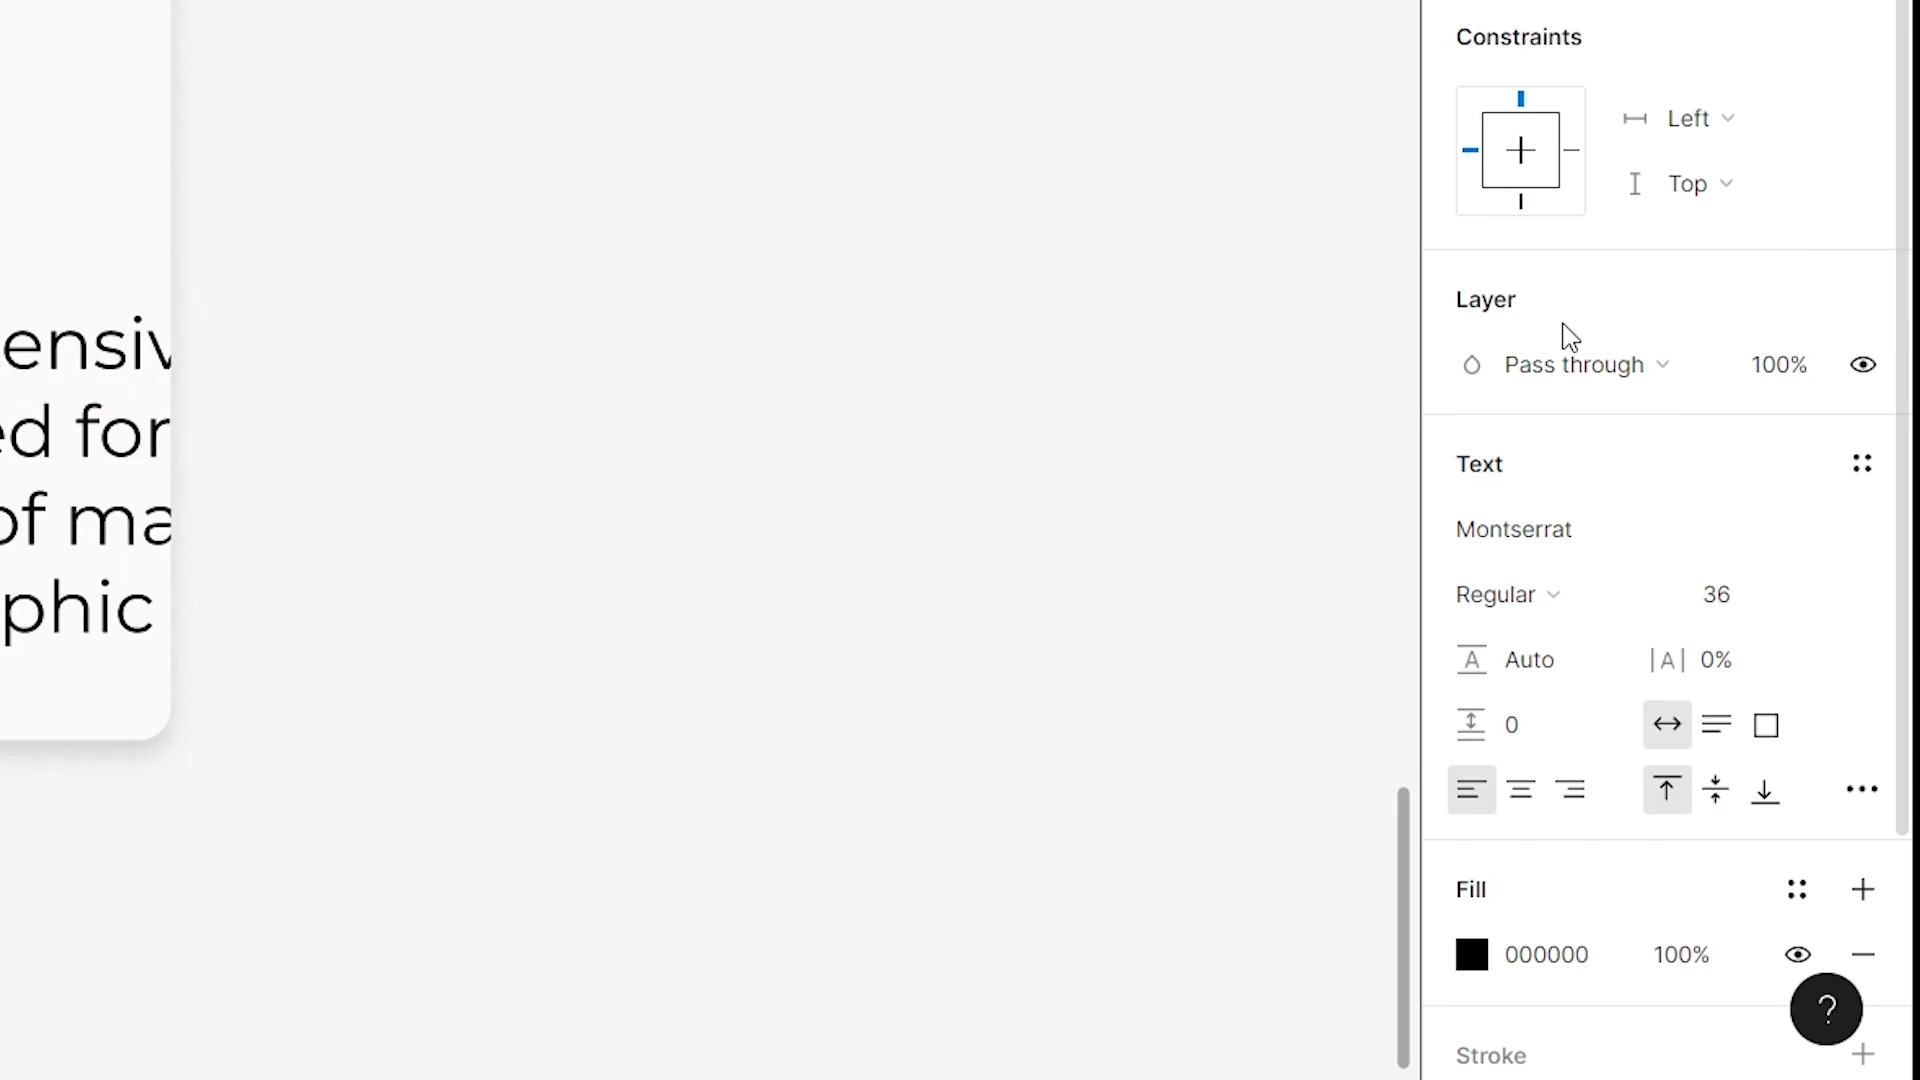 ensiv
ed for
of ma
phic
Constraints
Left
Top
Layer
Pass through
100%
Text
Montserrat
Regular
36
A Auto
|A| 0%
0
Fill
000000
100%
?
Stroke